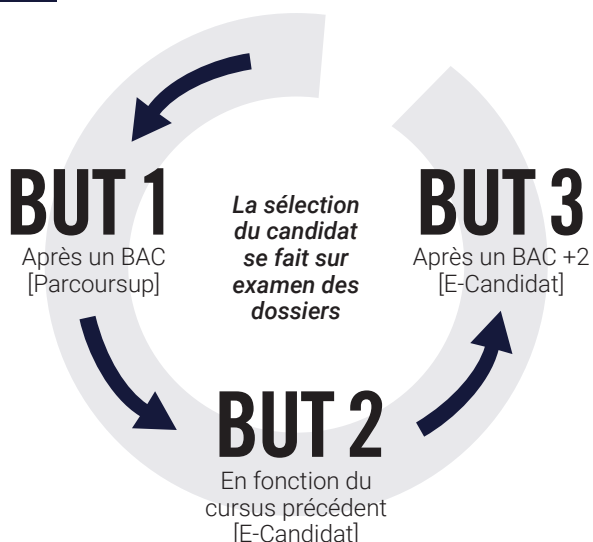 BUT 1
Après un BAC
[Parcoursup]
La sélection
du candidat
se fait sur
examen des
dossiers
BUT 3
Après un BAC +2
[E-Candidat]
BUT 2
En fonction du
cursus précédent
[E-Candidat]